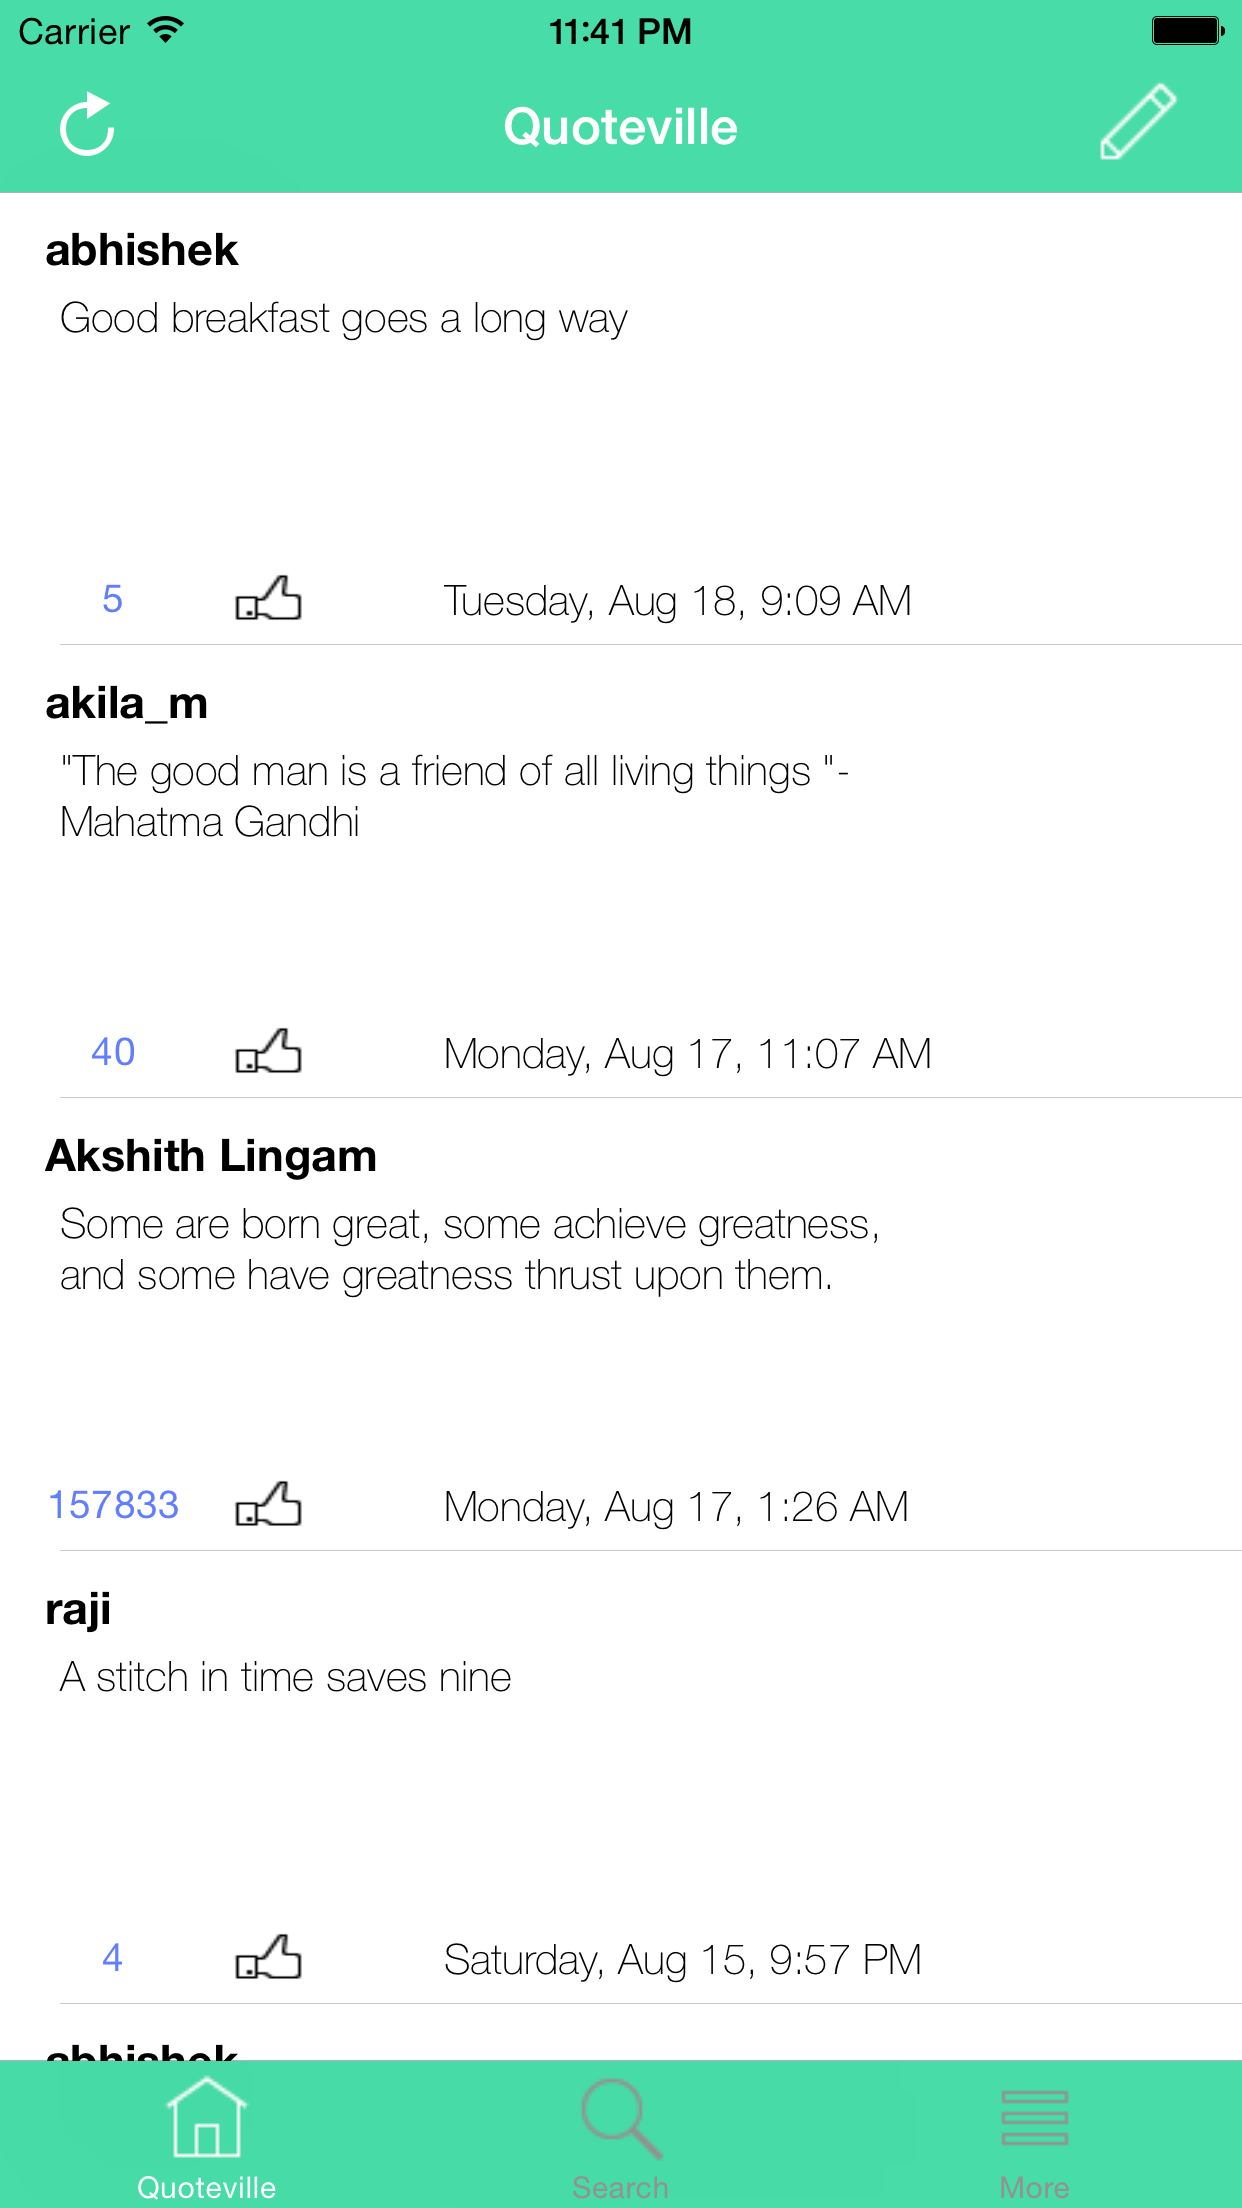 Carrier 11:41 PM
Quoteville
abhishek
Good breakfast goes a long way
5 Tuesday, Aug 18, 9:09 AM
akila_m
"The good man is a friend of all living things "-
Mahatma Gandhi
40 Monday, Aug 17, 11:07 AM
Akshith Lingam
Some are born great, some achieve greatness,
and some have greatness thrust upon them.
157833 Monday, Aug 17, 1:26 AM
raji
A stitch in time saves nine
4 Saturday, Aug 15, 9:57 PM
abhishek
Quoteville Search More